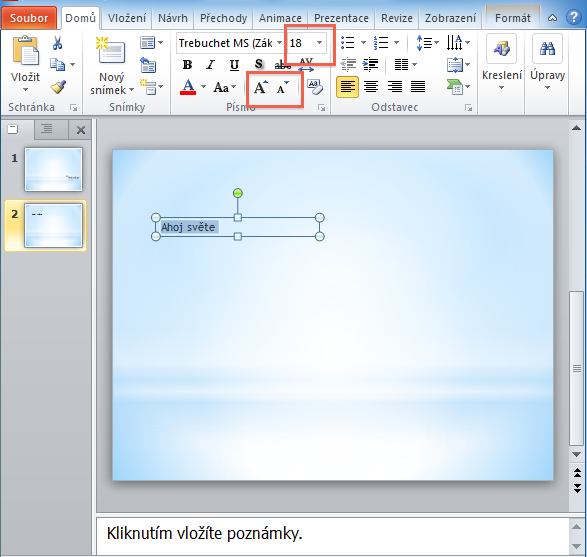 Soubor Domů Vložení Návrh Přechody Animace Prezentace Revize Zobrazení Formát
Trebuchet MS (Zák 18
B I U S abc AV
A Aa A A
Vložit
Nový
snímek
Kreslení Úpravy
Schránka Snímky Písmo Odstavec
1
2
Ahoj světe
Kliknutím vložíte poznámky.